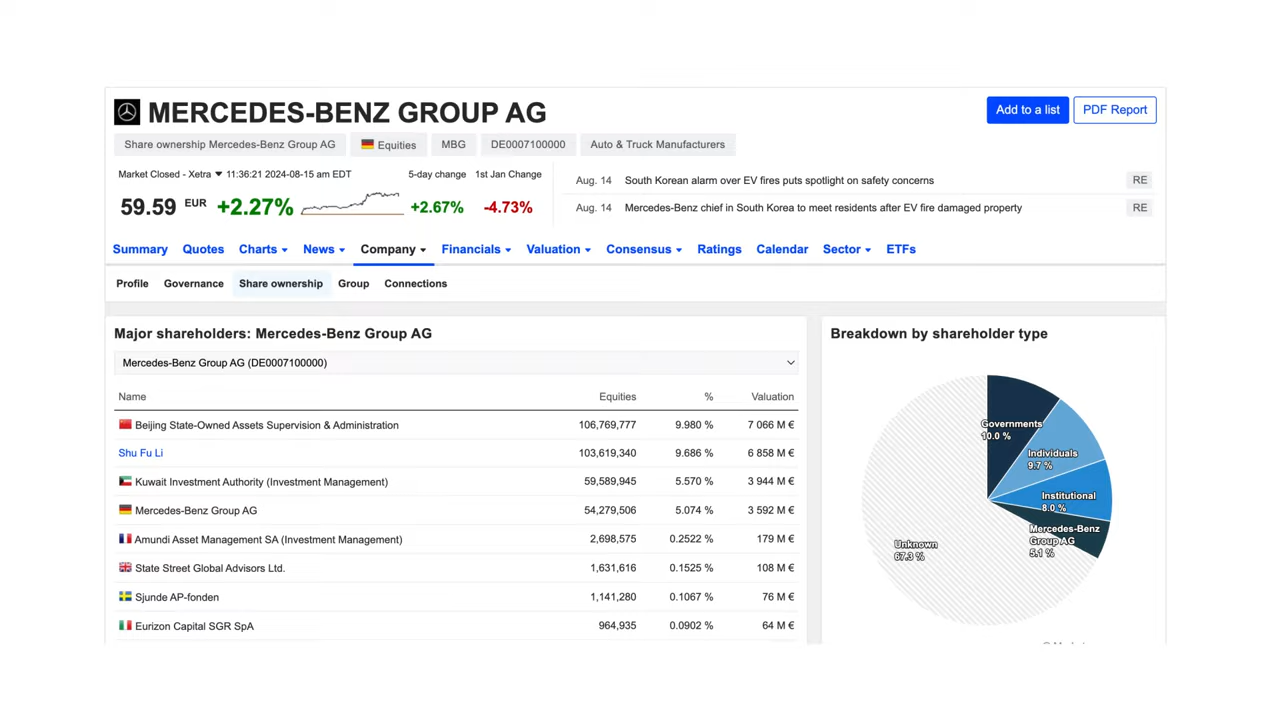 MERCEDES-BENZ GROUP AG
Add to a list
PDF Report
Share ownership Mercedes-Benz Group AG
Equities
MBG
DE0007100000
Auto & Truck Manufacturers
Market Closed - Xetra 11:36:21 2024-08-15 am EDT
5-day change
1st Jan Change
59.59 EUR +2.27% +2.67% -4.73%
Aug. 14 South Korean alarm over EV fires puts spotlight on safety concerns RE
Aug. 14 Mercedes-Benz chief in South Korea to meet residents after EV fire damaged property RE
Summary Quotes Charts News Company Financials Valuation Consensus Ratings Calendar Sector ETFs
Profile Governance Share ownership Group Connections
Major shareholders: Mercedes-Benz Group AG
Mercedes-Benz Group AG (DE0007100000)
Name Equities % Valuation
Beijing State-Owned Assets Supervision & Administration 106,769,777 9.980 % 7 066 M €
Shu Fu Li 103,619,340 9.686 % 6 858 M €
Kuwait Investment Authority (Investment Management) 59,589,945 5.570 % 3 944 M €
Mercedes-Benz Group AG 54,279,506 5.074 % 3 592 M €
Amundi Asset Management SA (Investment Management) 2,698,575 0.2522 % 179 M €
State Street Global Advisors Ltd. 1,631,616 0.1525 % 108 M €
Sjunde AP-fonden 1,141,280 0.1067 % 76 M €
Eurizon Capital SGR SpA 964,935 0.0902 % 64 M €
Breakdown by shareholder type
Governments
10.0 %
Individuals
9.7 %
Institutional
8.0 %
Mercedes-Benz
Group AG
5.1 %
Unknown
67.3 %